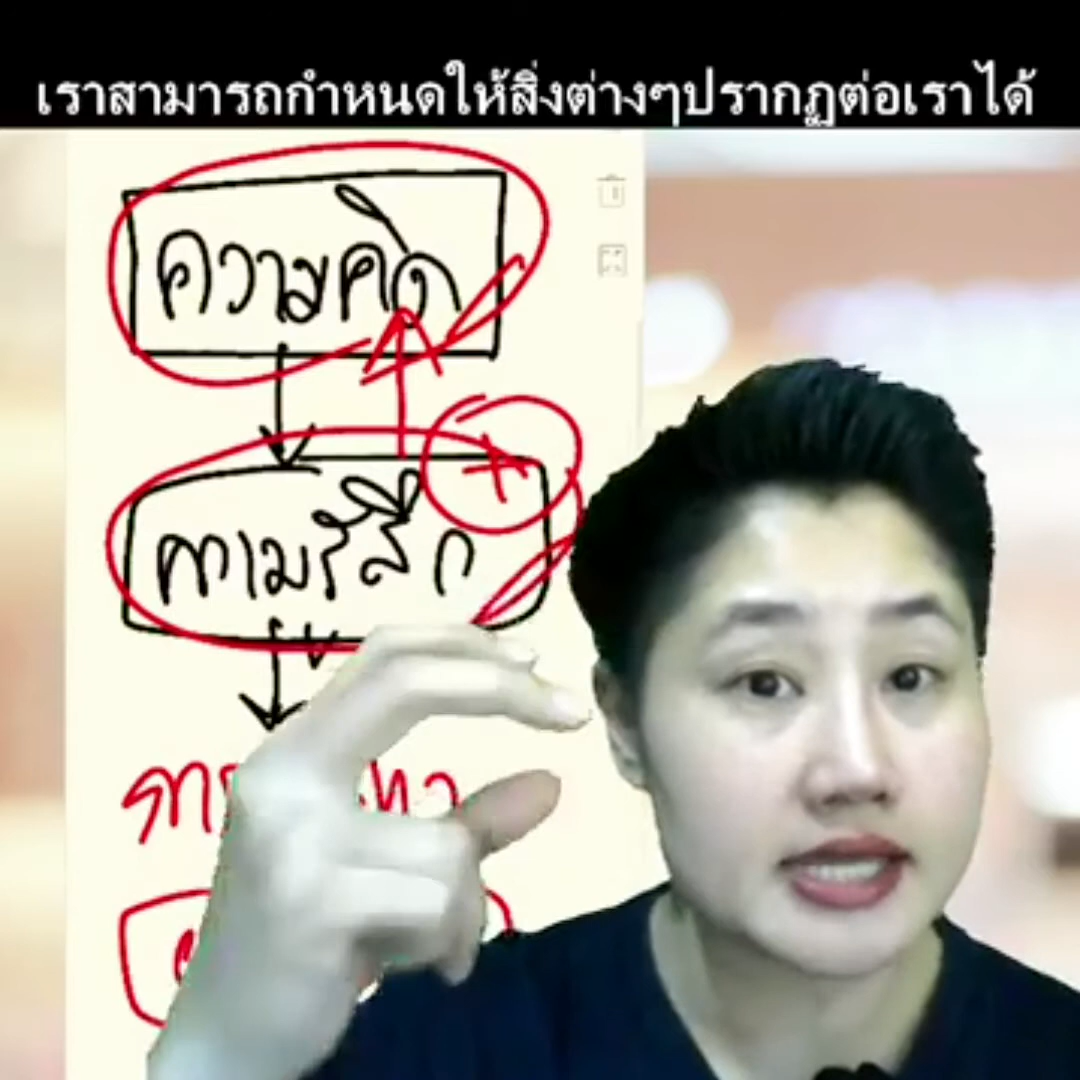 เราสามารถกำหนดให้สิ่งต่างๆปรากฏต่อเราได้
ความคิด
ความรู้สึก